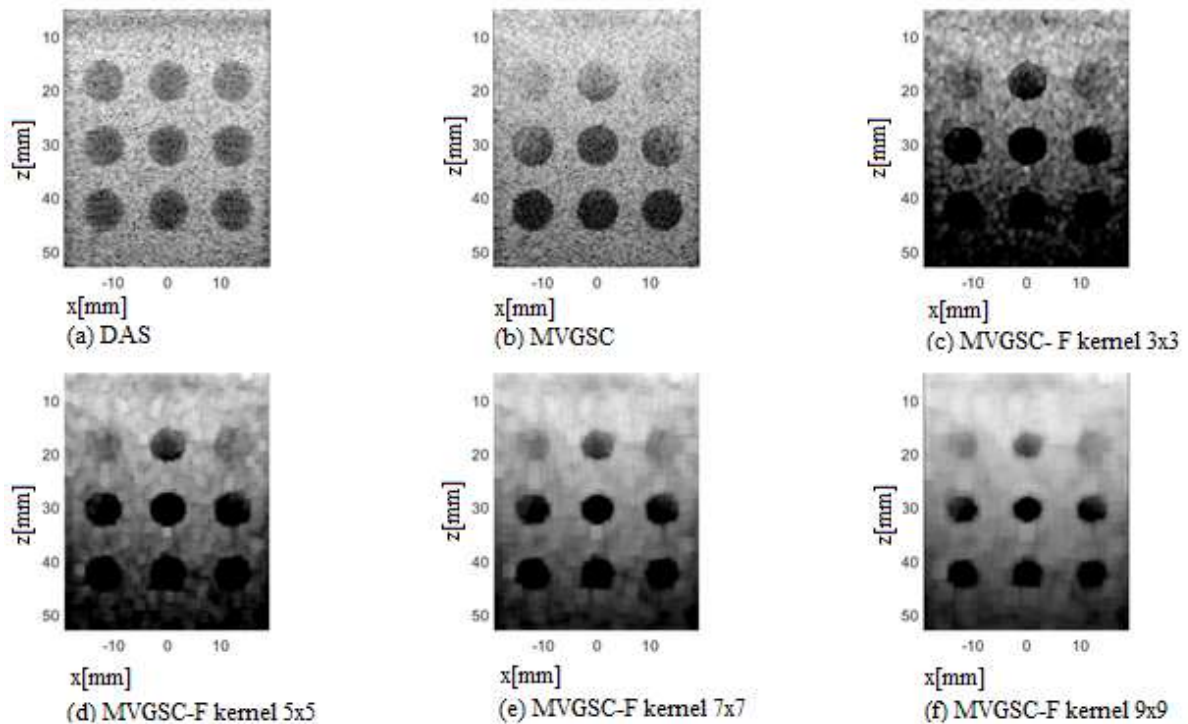 10
20
30
40
50
z[mm]
-10 0 10
x[mm]
(a) DAS
10
20
30
40
50
z[mm]
-10 0 10
x[mm]
(b) MVGSC
10
20
30
40
50
z[mm]
-10 0 10
x[mm]
(c) MVGSC- F kernel 3x3
10
20
30
40
50
z[mm]
-10 0 10
x[mm]
(d) MVGSC-F kernel 5x5
10
20
30
40
50
z[mm]
-10 0 10
x[mm]
(e) MVGSC-F kernel 7x7
10
20
30
40
50
z[mm]
-10 0 10
x[mm]
(f) MVGSC-F kernel 9x9